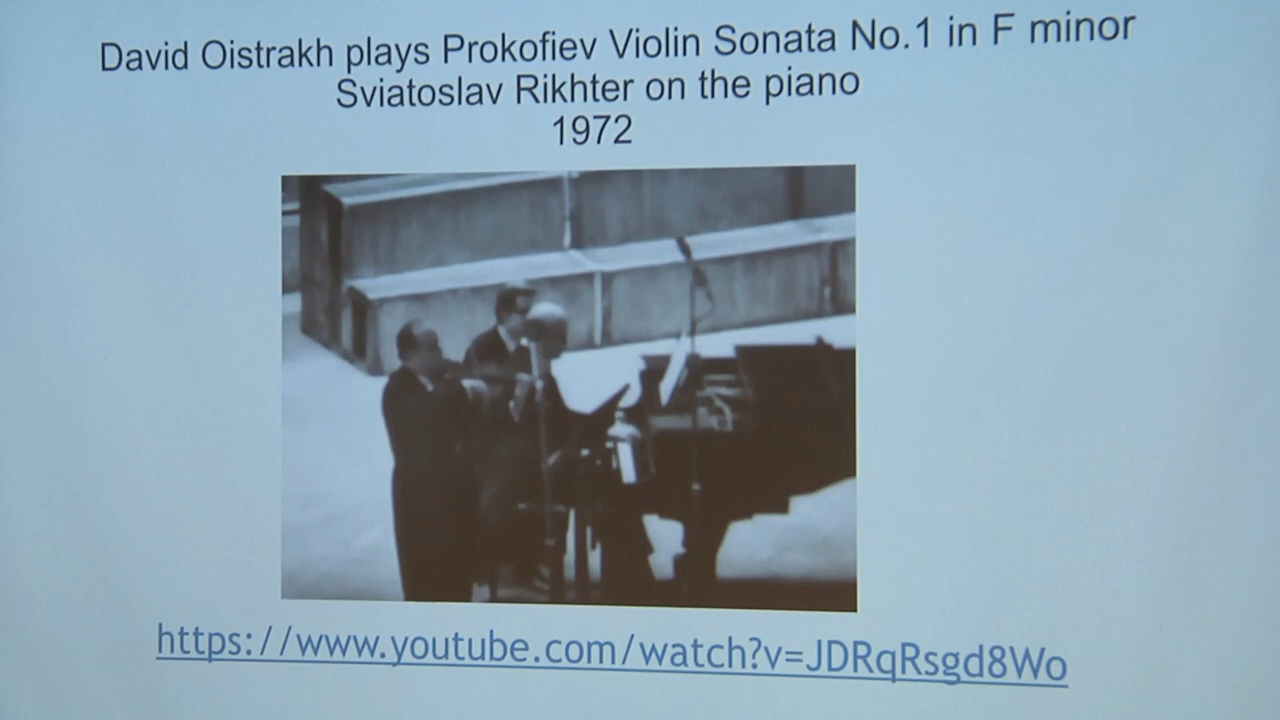 David Oistrakh plays Prokofiev Violin Sonata No.1 in F minor
Sviatoslav Rikhter on the piano
1972
https://www.youtube.com/watch?v=JDRqRsgd8Wo